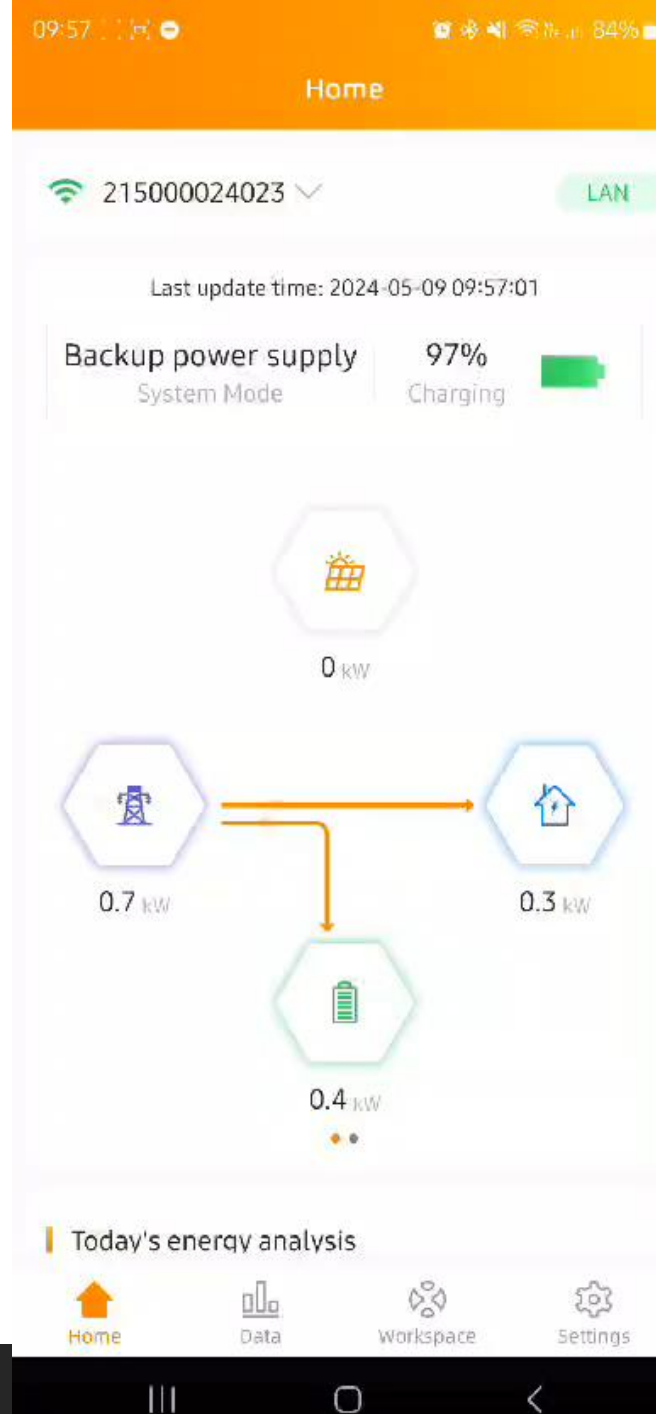 09:57 84%
Home
215000024023 LAN
Last update time: 2024-05-09 09:57:01
Backup power supply 97%
System Mode Charging
0 kW
0.7 kW 0.3 kW
0.4 kW
Today's energy analysis
Home Data Workspace Settings